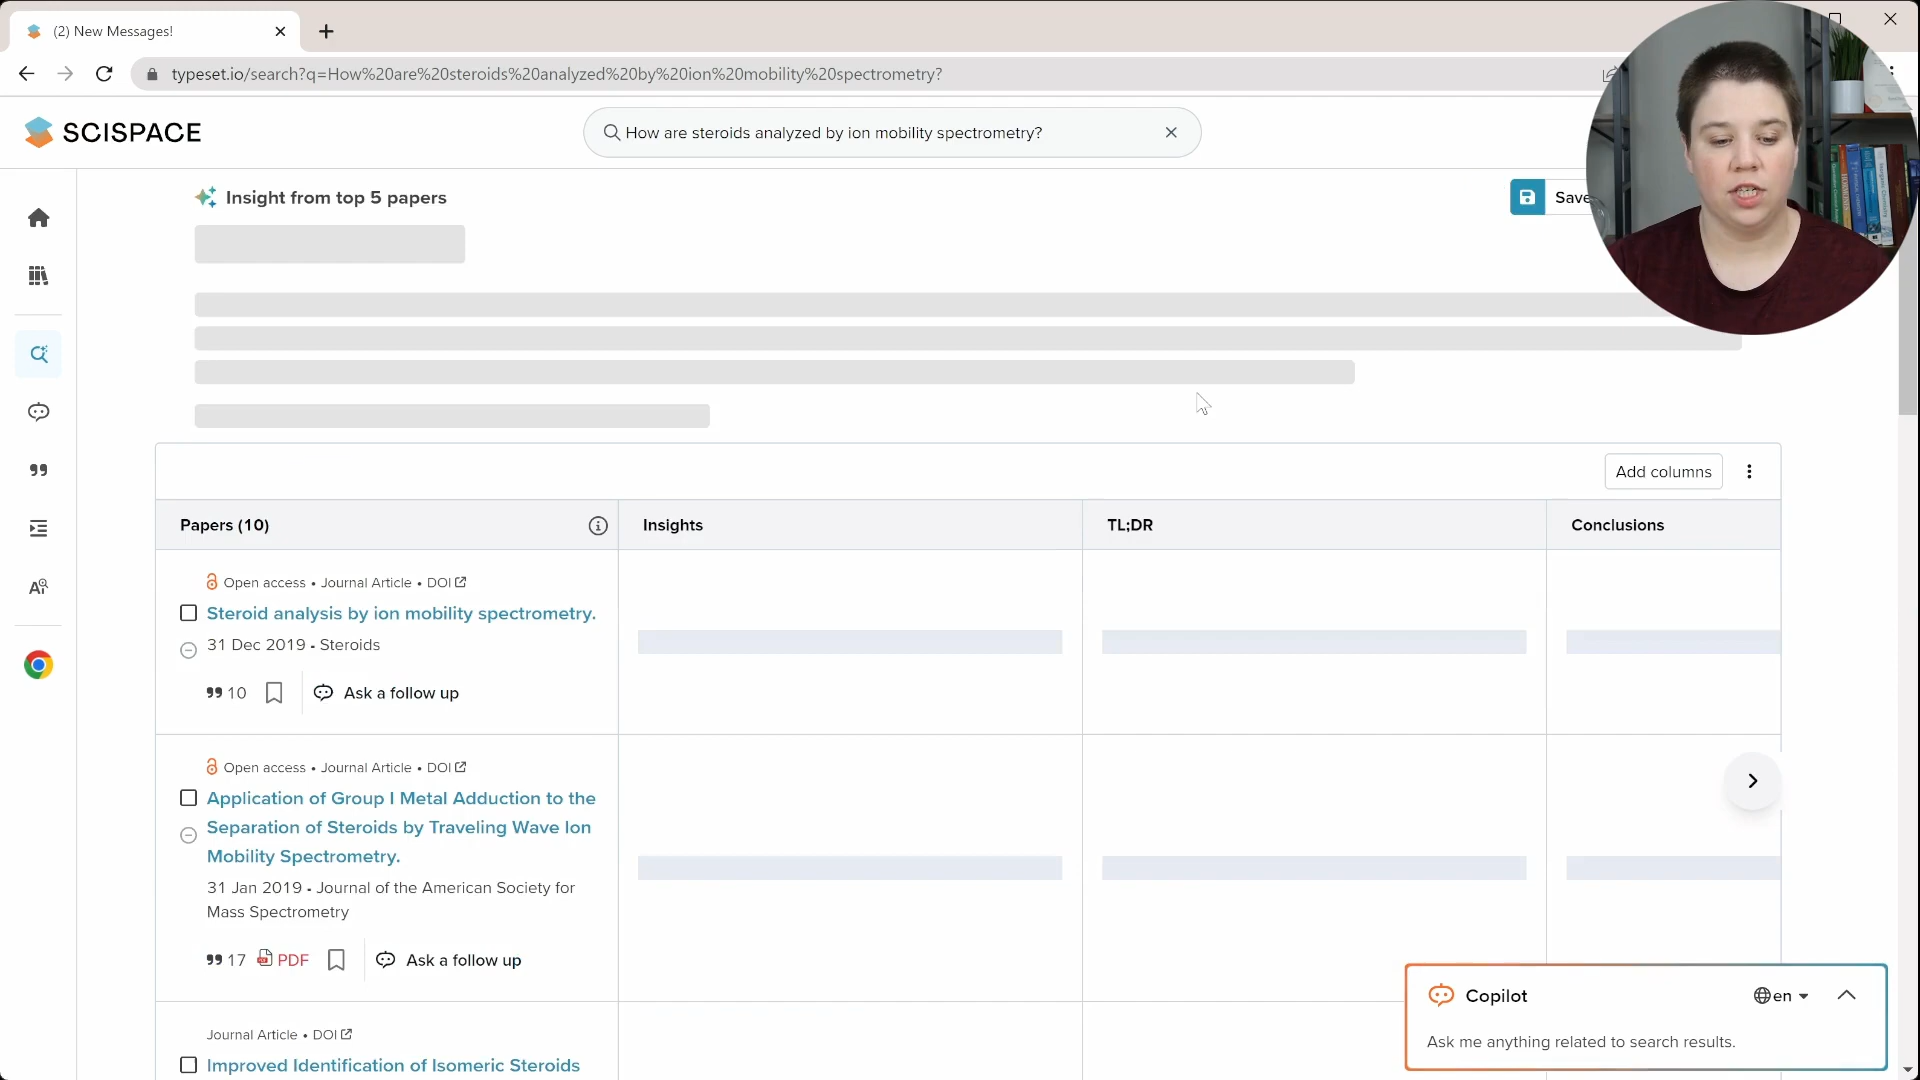 (2) New Messages!
typeset.io/search?q=How%20are%20steroids%20analyzed%20by%20ion%20mobility%20spectrometry?
SCISPACE
How are steroids analyzed by ion mobility spectrometry?
Insight from top 5 papers
Save
Add columns
Papers (10)
Insights
TL;DR
Conclusions
Open access • Journal Article • DOI
Steroid analysis by ion mobility spectrometry.
31 Dec 2019 - Steroids
10
Ask a follow up
Open access • Journal Article • DOI
Application of Group I Metal Adduction to the
Separation of Steroids by Traveling Wave Ion
Mobility Spectrometry.
31 Jan 2019 - Journal of the American Society for
Mass Spectrometry
17
PDF
Ask a follow up
Journal Article • DOI
Improved Identification of Isomeric Steroids
Copilot
en
Ask me anything related to search results.